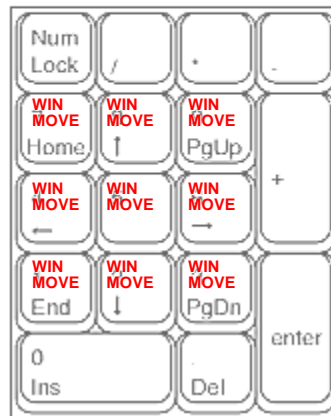 Num
Lock / * -
WIN MOVE WIN MOVE WIN MOVE
Home ↑ PgUp +
WIN MOVE WIN MOVE WIN MOVE
← →
WIN MOVE WIN MOVE WIN MOVE
End ↓ PgDn
enter
0 .
Ins Del